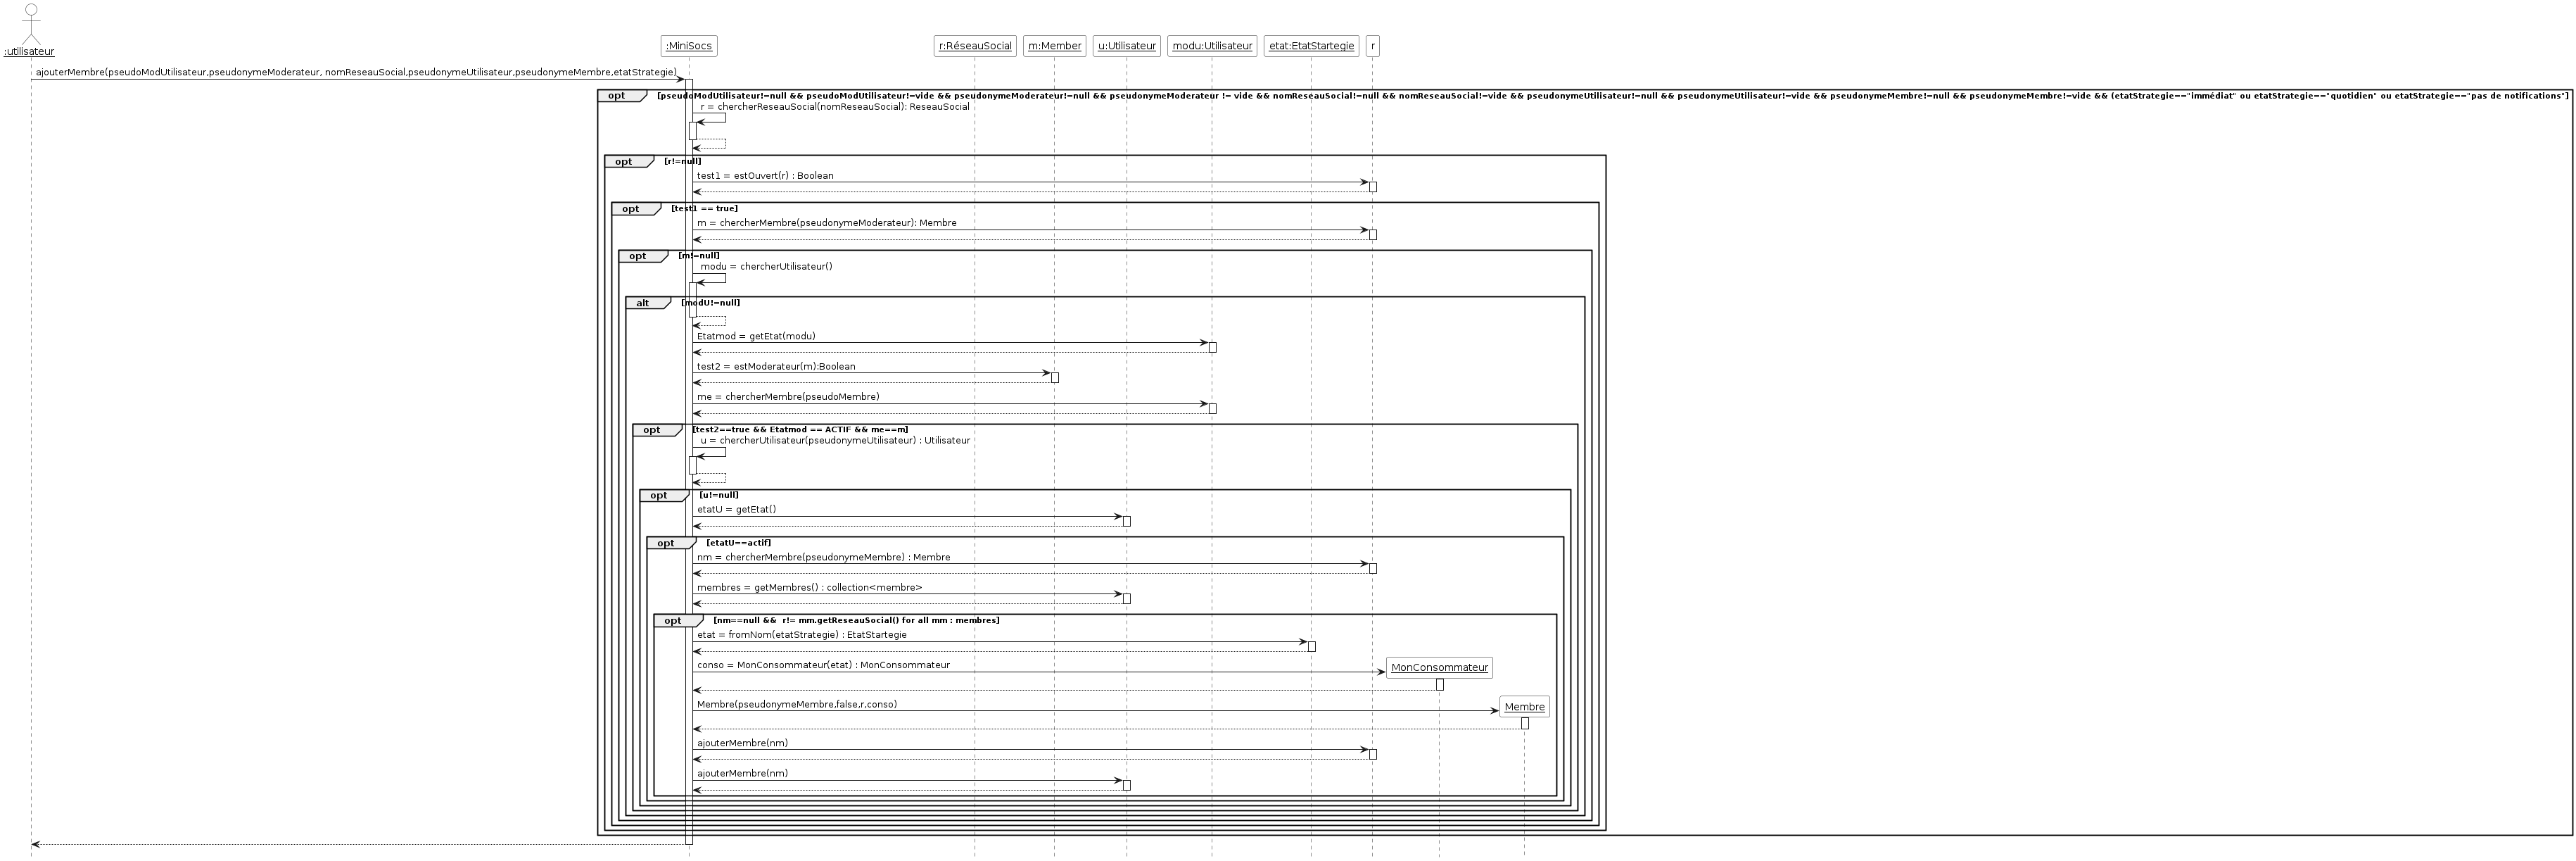 :utilisateur
:MiniSocs
r:RéseauSocial
m:Member
u:Utilisateur
modu:Utilisateur
etat:EtatStartegie
r
ajouterMembre(pseudoModUtilisateur,pseudonymeModerateur, nomReseauSocial,pseudonymeUtilisateur,pseudonymeMembre,etatStrategie)
opt [pseudoModUtilisateur!=null && pseudoModUtilisateur!=vide && pseudonymeModerateur!=null && pseudonymeModerateur != vide && nomReseauSocial!=null && nomReseauSocial!=vide && pseudonymeUtilisateur!=null && pseudonymeUtilisateur!=vide && pseudonymeMembre!=null && pseudonymeMembre!=vide && (etatStrategie=="immédiat" ou etatStrategie=="quotidien" ou etatStrategie=="pas de notifications"]
r = chercherReseauSocial(nomReseauSocial): ReseauSocial
opt [r!=null]
test1 = estOuvert(r) : Boolean
opt [test1 == true]
m = chercherMembre(pseudonymeModerateur): Membre
opt [m!=null]
modu = chercherUtilisateur()
alt [modU!=null]
Etatmod = getEtat(modu)
test2 = estModerateur(m):Boolean
me = chercherMembre(pseudoMembre)
opt [test2==true && Etatmod == ACTIF && me==m]
u = chercherUtilisateur(pseudonymeUtilisateur) : Utilisateur
opt [u!=null]
etatU = getEtat()
opt [etatU==actif]
nm = chercherMembre(pseudonymeMembre) : Membre
membres = getMembres() : collection<membre>
opt [nm==null && r!= mm.getReseauSocial() for all mm : membres]
etat = fromNom(etatStrategie) : EtatStartegie
conso = MonConsommateur(etat) : MonConsommateur
MonConsommateur
Membre(pseudonymeMembre,false,r,conso)
Membre
ajouterMembre(nm)
ajouterMembre(nm)